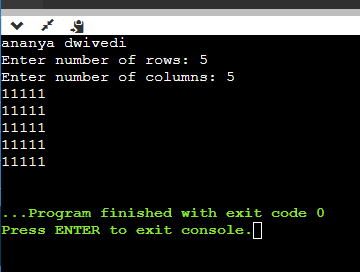 ananya dwivedi
Enter number of rows: 5
Enter number of columns: 5
11111
11111
11111
11111
11111
...Program finished with exit code 0
Press ENTER to exit console.